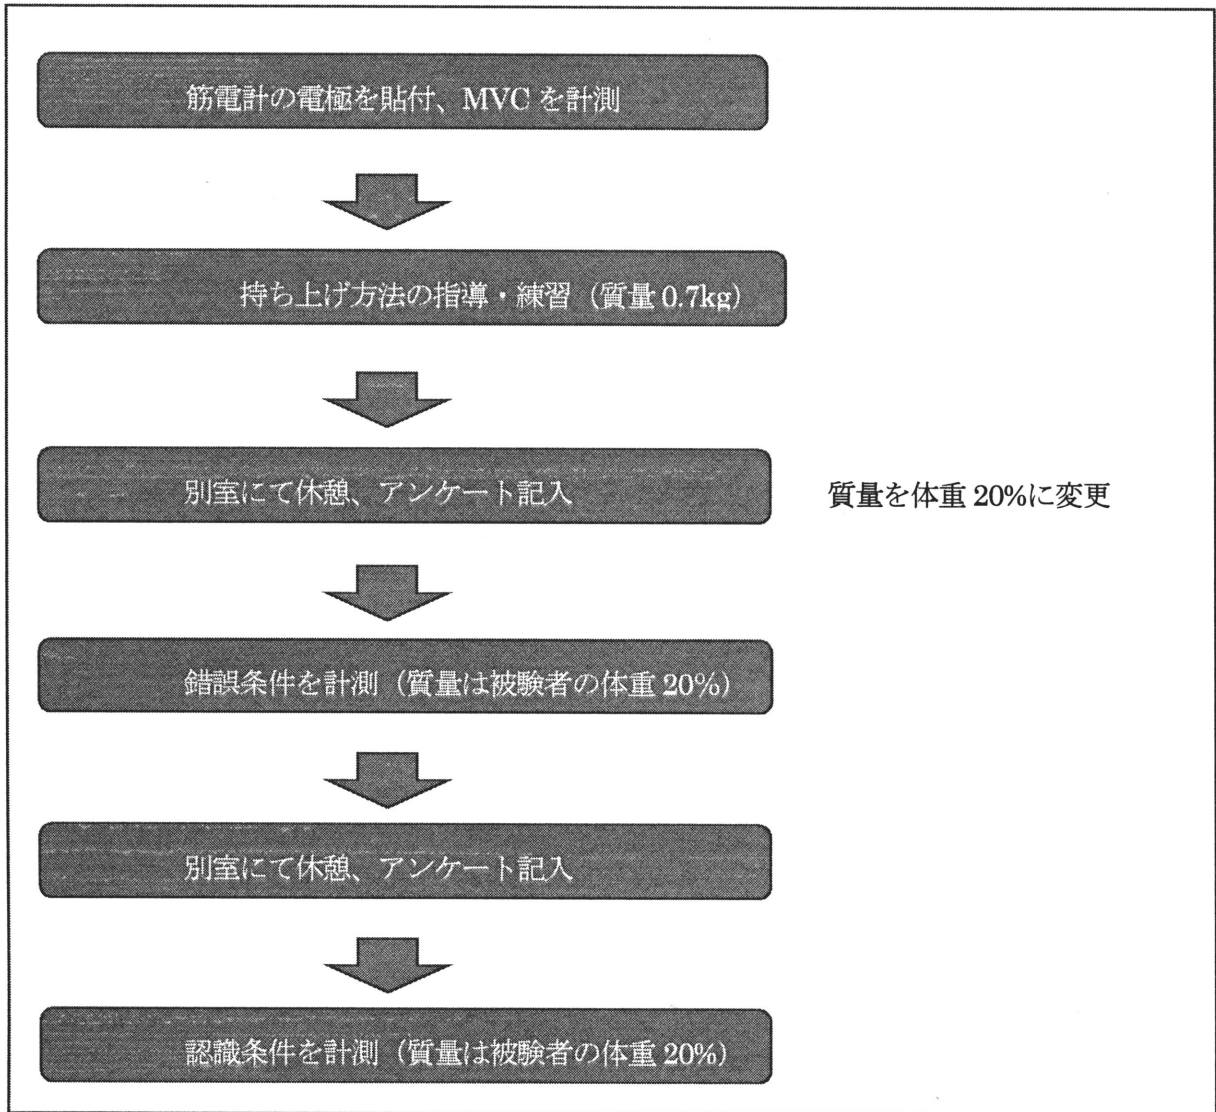 筋電計の電極を貼付、MVC を計測
持ち上げ方法の指導・練習（質量 0.7kg）
別室にて休憩、アンケート記入
質量を体重 20%に変更
錯誤条件を計測（質量は被験者の体重 20%）
別室にて休憩、アンケート記入
認識条件を計測（質量は被験者の体重 20%）